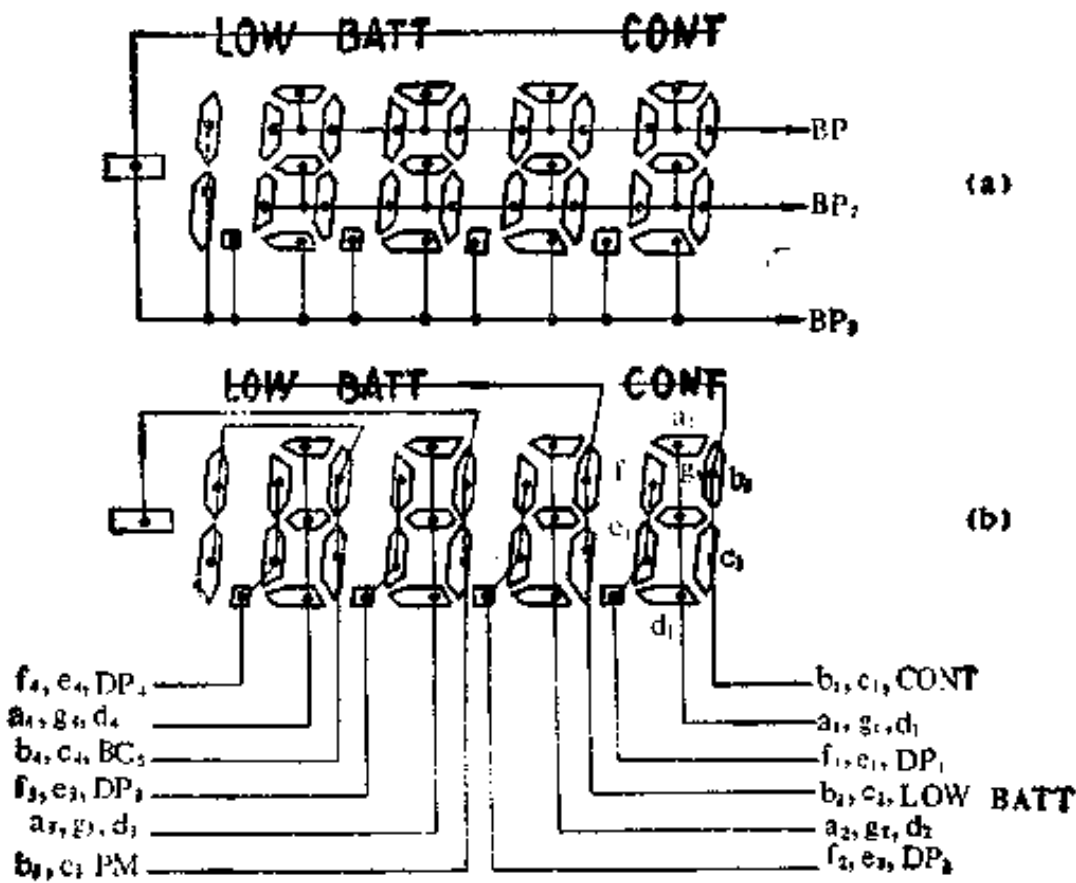 LOW BATT CONT
BP
BP₂
(a)
BP₃
LOW BATT CONT
a₁
f g b₃
e₁ (b)
c₃
d₁
f₄, e₄, DP₄ b₁, c₁, CONT
a₄, g₄, d₄ a₁, g₁, d₁
b₄, c₄, BC₅ f₁, e₁, DP₁
f₃, e₃, DP₃ b₂, c₂, LOW BATT
a₃, g₃, d₃ a₂, g₂, d₂
b₃, c₃ PM f₂, e₂, DP₂